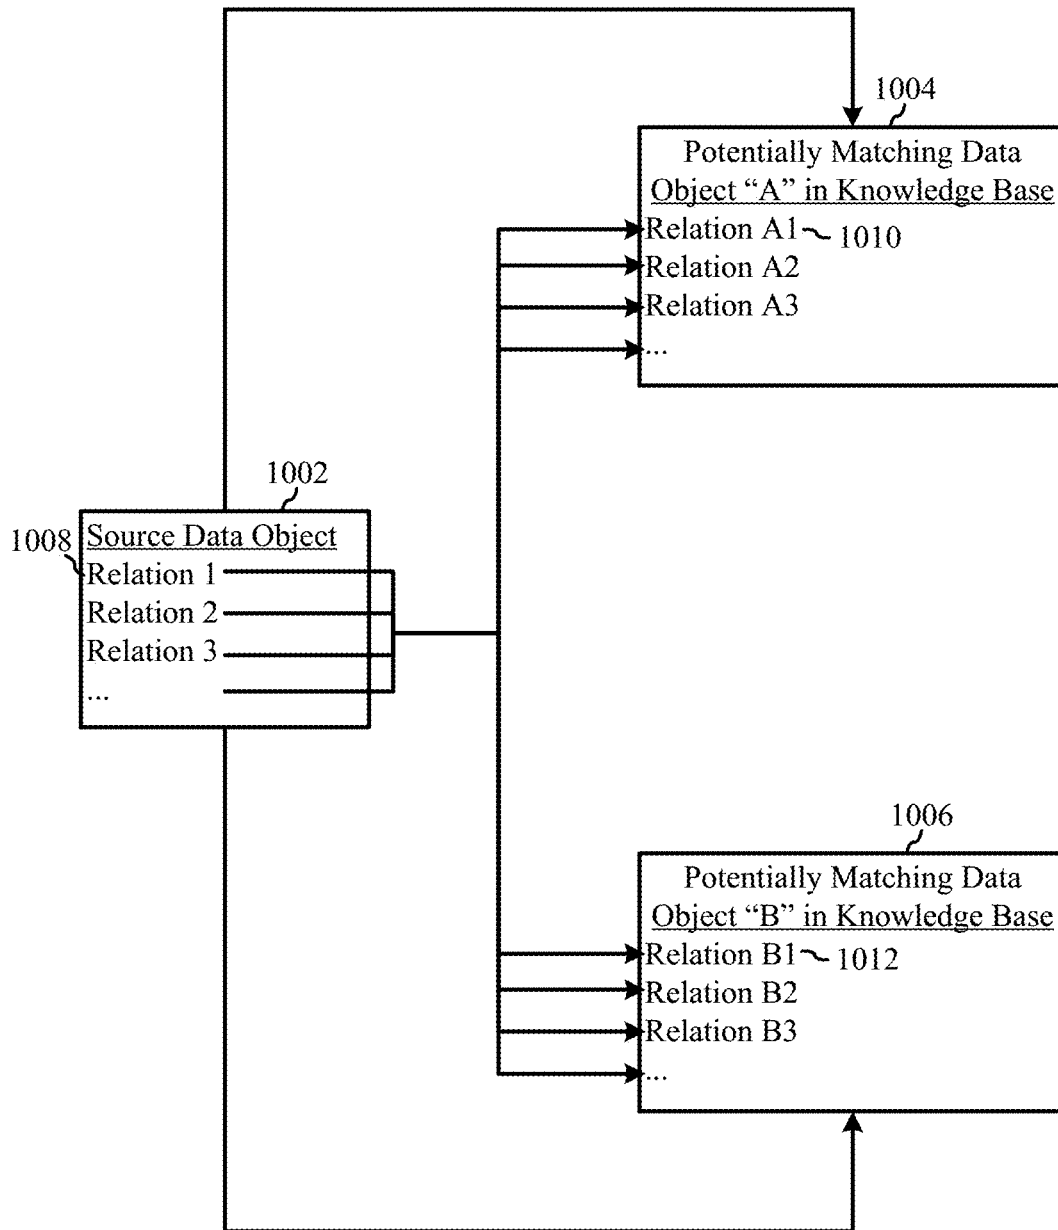 1004
Potentially Matching Data
Object “A” in Knowledge Base
Relation A1
1010
Relation A2
Relation A3
...
1002
1008
Source Data Object
Relation 1
Relation 2
Relation 3
...
1006
Potentially Matching Data
Object “B” in Knowledge Base
Relation B1
1012
Relation B2
Relation B3
...